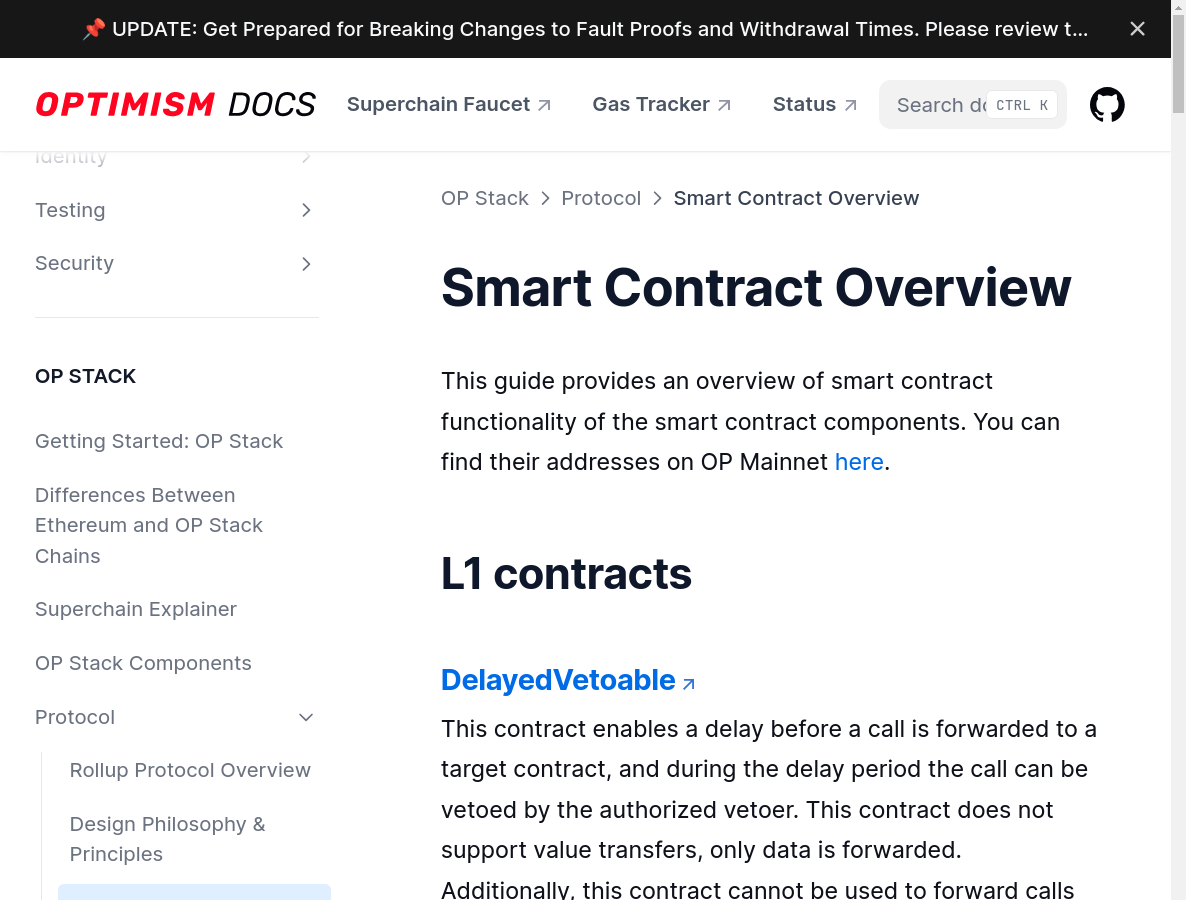 📌 UPDATE: Get Prepared for Breaking Changes to Fault Proofs and Withdrawal Times. Please review t...
OPTIMISM DOCS
Superchain Faucet
Gas Tracker
Status
Search do
CTRL K
Identity
Testing
Security
OP STACK
Getting Started: OP Stack
Differences Between
Ethereum and OP Stack
Chains
Superchain Explainer
OP Stack Components
Protocol
Rollup Protocol Overview
Design Philosophy &
Principles
OP Stack > Protocol > Smart Contract Overview
Smart Contract Overview
This guide provides an overview of smart contract
functionality of the smart contract components. You can
find their addresses on OP Mainnet here.
L1 contracts
DelayedVetoable
This contract enables a delay before a call is forwarded to a
target contract, and during the delay period the call can be
vetoed by the authorized vetoer. This contract does not
support value transfers, only data is forwarded.
Additionally, this contract cannot be used to forward calls